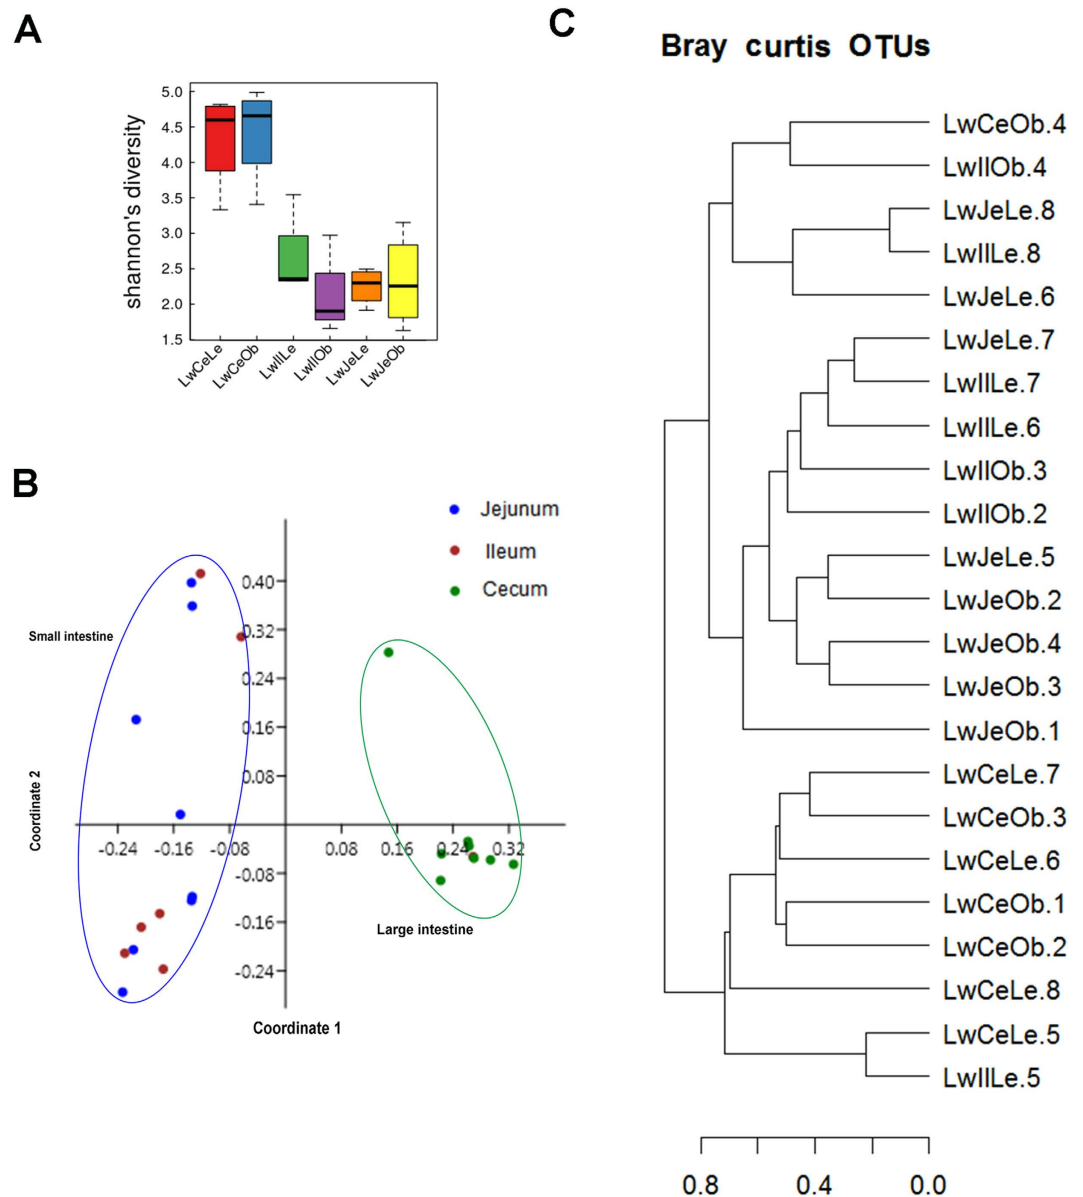 A
shannon's diversity
5.0
4.5
4.0
3.5
3.0
2.5
2.0
1.5
LwCeLe
LwCeOb
LwIlLe
LwIlOb
LwJeLe
LwJeOb
B
Jejunum
Ileum
Cecum
Small intestine
Large intestine
Coordinate 2
Coordinate 1
0.40
0.32
0.24
0.16
0.08
-0.24 -0.16 -0.08 0.08 0.16 0.24 0.32
-0.08
-0.16
-0.24
C
Bray curtis OTUs
LwCeOb.4
LwIlOb.4
LwJeLe.8
LwIlLe.8
LwJeLe.6
LwJeLe.7
LwIlLe.7
LwIlLe.6
LwIlOb.3
LwIlOb.2
LwJeLe.5
LwJeOb.2
LwJeOb.4
LwJeOb.3
LwJeOb.1
LwCeLe.7
LwCeOb.3
LwCeLe.6
LwCeOb.1
LwCeOb.2
LwCeLe.8
LwCeLe.5
LwIlLe.5
0.8 0.4 0.0